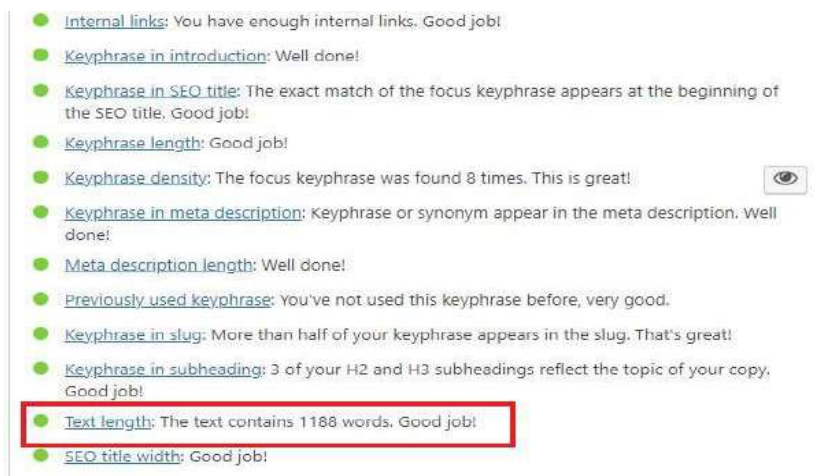 Internal links: You have enough internal links. Good job!
Keyphrase in introduction: Well done!
Keyphrase in SEO title: The exact match of the focus keyphrase appears at the beginning of
the SEO title. Good job!
Keyphrase length: Good job!
Keyphrase density: The focus keyphrase was found 8 times. This is great!
Keyphrase in meta description: Keyphrase or synonym appear in the meta description. Well
done!
Meta description length: Well done!
Previously used keyphrase: You've not used this keyphrase before, very good.
Keyphrase in slug: More than half of your keyphrase appears in the slug. That's great!
Keyphrase in subheading: 3 of your H2 and H3 subheadings reflect the topic of your copy.
Good job!
Text length: The text contains 1188 words. Good job!
SEO title width: Good job!